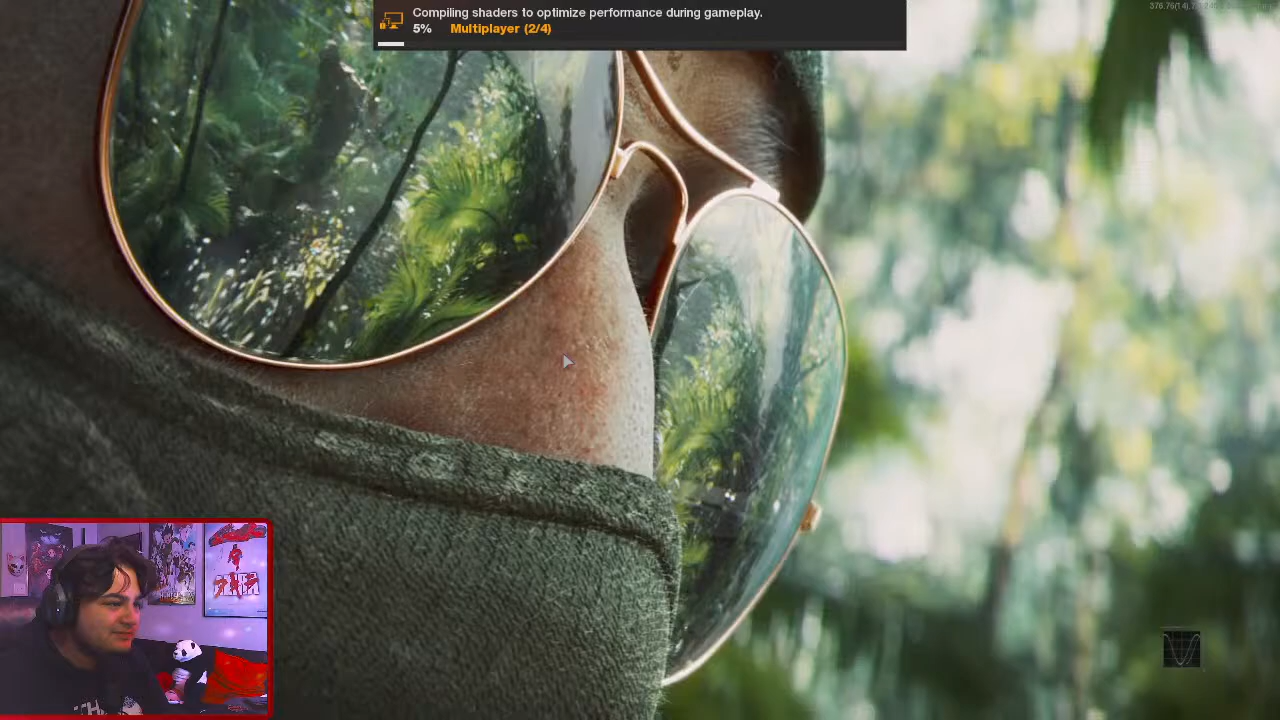 Compiling shaders to optimize performance during gameplay.
5% Multiplayer (2/4)